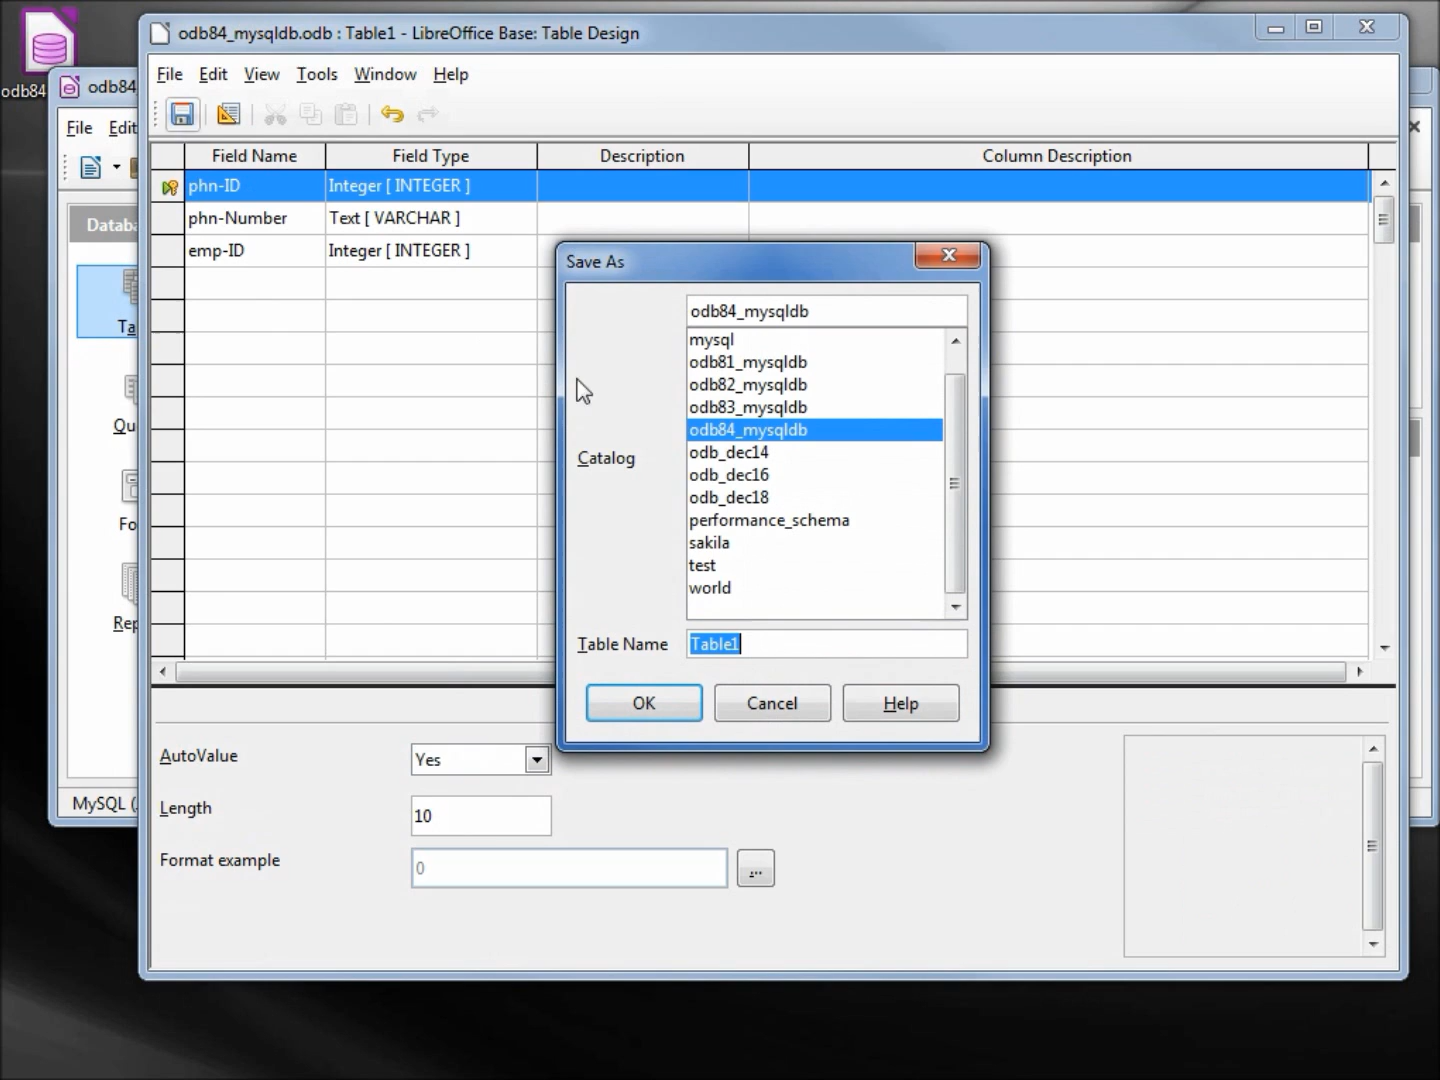 odb84_mysqldb.odb : Table1 - LibreOffice Base: Table Design
File Edit View Tools Window Help
odb84
odb84
File Edit
Field Name Field Type Description Column Description
phn-ID Integer [ INTEGER ]
phn-Number Text [ VARCHAR ]
emp-ID Integer [ INTEGER ]
Databa
Ta
Qu
Fo
Rep
MySQL (
Save As
odb84_mysqldb
mysql
odb81_mysqldb
odb82_mysqldb
odb83_mysqldb
odb84_mysqldb
Catalog
odb_dec14
odb_dec16
odb_dec18
performance_schema
sakila
test
world
Table Name Table1
OK Cancel Help
AutoValue Yes
Length 10
Format example 0
...